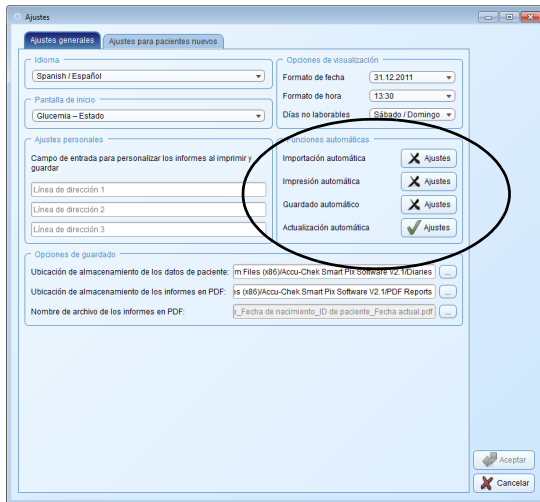 Ajustes
Ajustes generales
Ajustes para pacientes nuevos
Idioma
Spanish / Español
Pantalla de inicio
Glucemia – Estado
Opciones de visualización
Formato de fecha
31.12.2011
Formato de hora
13:30
Días no laborables
Sábado / Domingo
Ajustes personales
Campo de entrada para personalizar los informes al imprimir y
guardar
Línea de dirección 1
Línea de dirección 2
Línea de dirección 3
Funciones automáticas
Importación automática
Ajustes
Impresión automática
Ajustes
Guardado automático
Ajustes
Actualización automática
Ajustes
Opciones de guardado
Ubicación de almacenamiento de los datos de paciente:
m Files (x86)/Accu-Chek Smart Pix Software V2.1/Diaries
...
Ubicación de almacenamiento de los informes en PDF:
es (x86)/Accu-Chek Smart Pix Software V2.1/PDF Reports
...
Nombre de archivo de los informes en PDF:
_Fecha de nacimiento_ID de paciente_Fecha actual.pdf
...
Aceptar
Cancelar